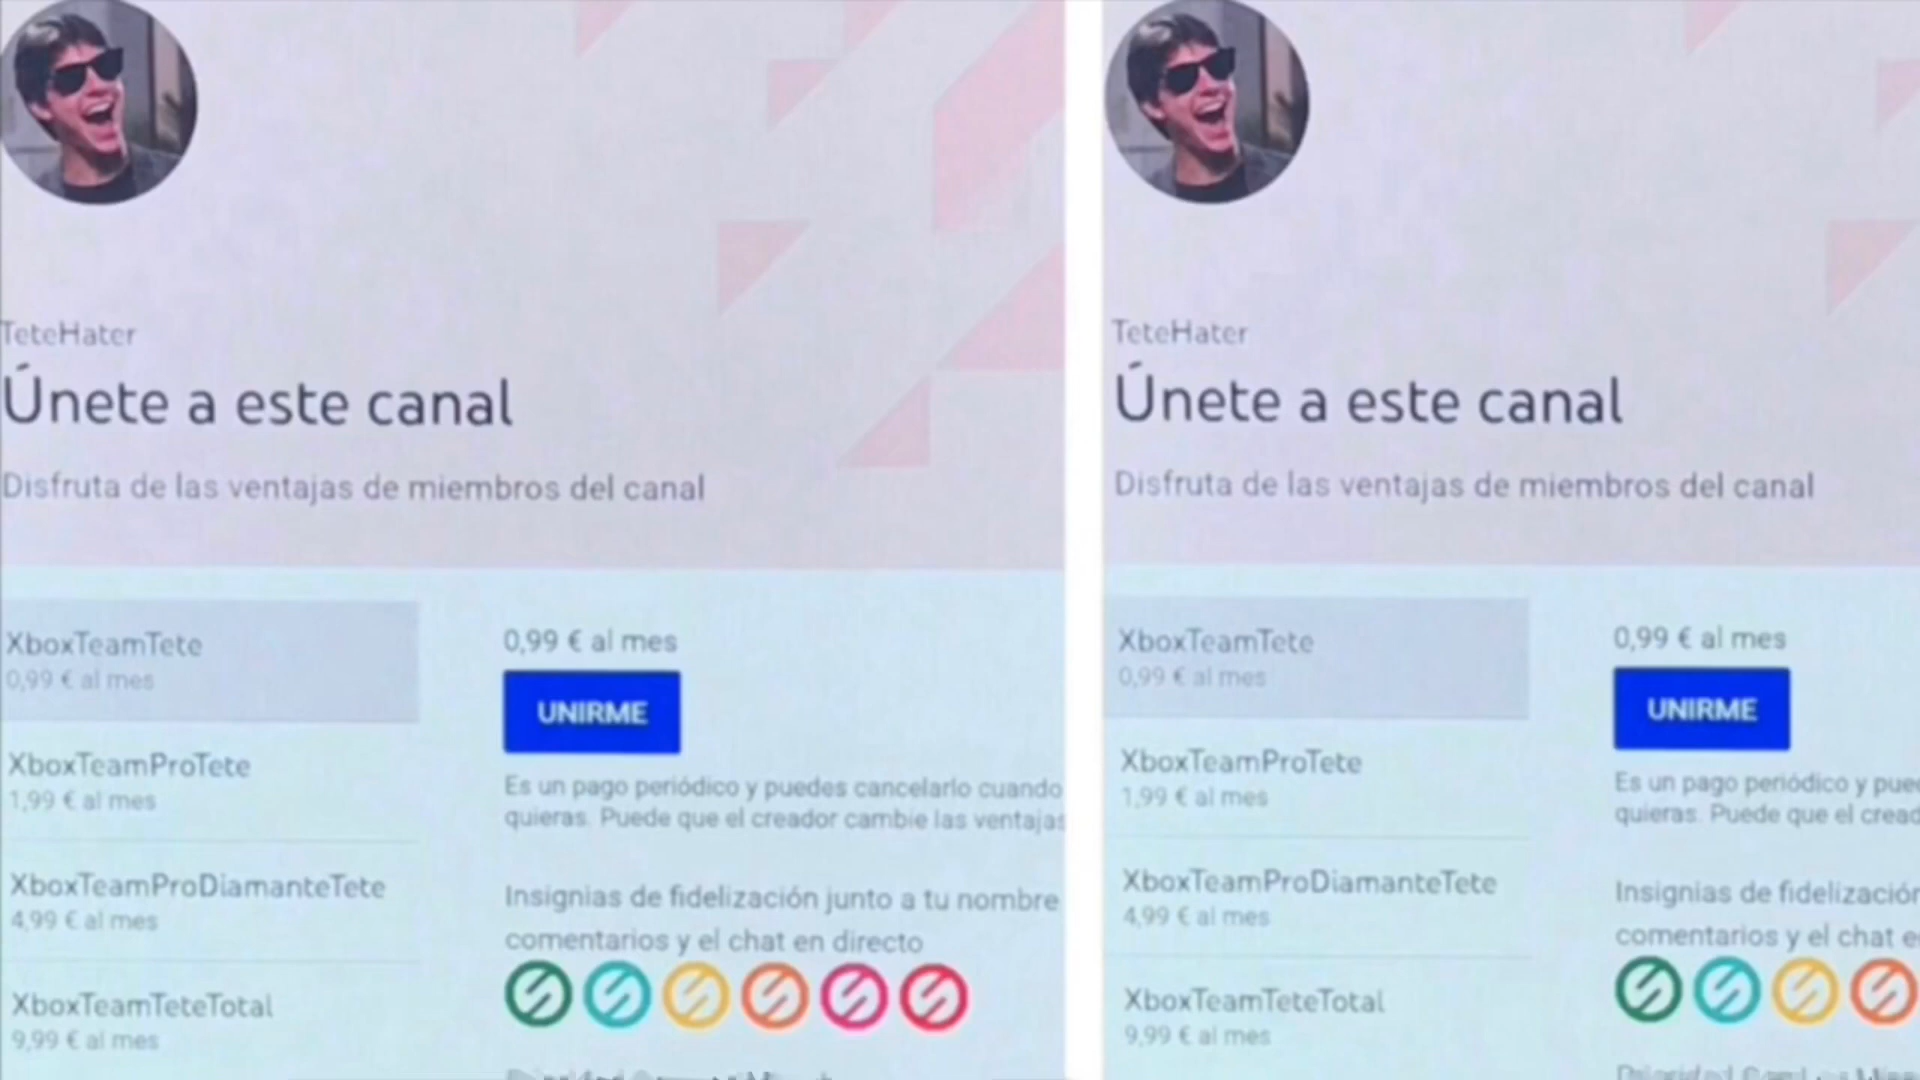 TeteHater
Únete a este canal
Disfruta de las ventajas de miembros del canal
XboxTeamTete
0,99 € al mes
XboxTeamProTete
1,99 € al mes
XboxTeamProDiamanteTete
4,99 € al mes
XboxTeamTeteTotal
9,99 € al mes
0,99 € al mes
UNIRME
Es un pago periódico y puedes cancelarlo cuando
quieras. Puede que el creador cambie las ventajas
Insignias de fidelización junto a tu nombre
comentarios y el chat en directo
TeteHater
Únete a este canal
Disfruta de las ventajas de miembros del canal
XboxTeamTete
0,99 € al mes
XboxTeamProTete
1,99 € al mes
XboxTeamProDiamanteTete
4,99 € al mes
XboxTeamTeteTotal
9,99 € al mes
0,99 € al mes
UNIRME
Es un pago periódico y
quieras. Puede que el
Insignias de fidelización
comentarios y el chat